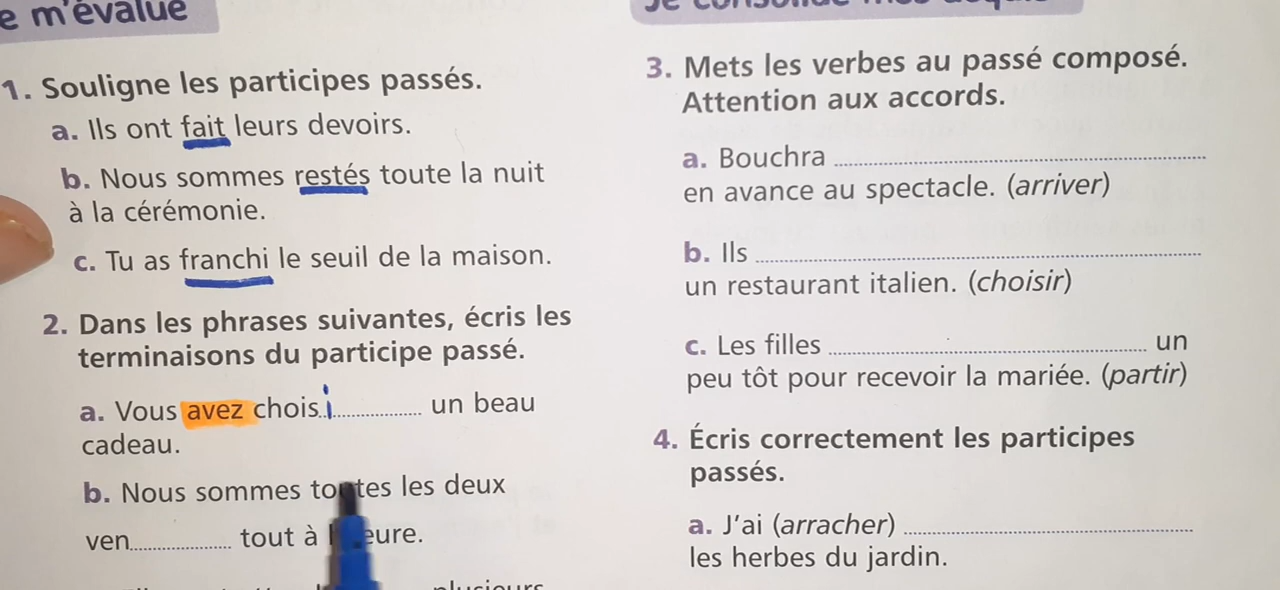 e m'évalue
1. Souligne les participes passés.
a. Ils ont fait leurs devoirs.
b. Nous sommes restés toute la nuit
à la cérémonie.
c. Tu as franchi le seuil de la maison.
2. Dans les phrases suivantes, écris les
terminaisons du participe passé.
a. Vous avez chois i un beau
cadeau.
b. Nous sommes toutes les deux
ven tout à l'heure.
plusieurs
3. Mets les verbes au passé composé.
Attention aux accords.
a. Bouchra
en avance au spectacle. (arriver)
b. Ils
un restaurant italien. (choisir)
c. Les filles un
peu tôt pour recevoir la mariée. (partir)
4. Écris correctement les participes
passés.
a. J'ai (arracher)
les herbes du jardin.